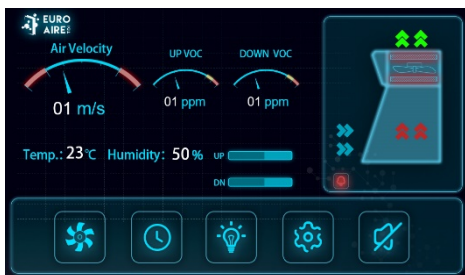 EURO
AIRE
Air Velocity
UP VOC
DOWN VOC
01 m/s
01 ppm
01 ppm
Temp.: 23℃ Humidity: 50 %
UP
DN